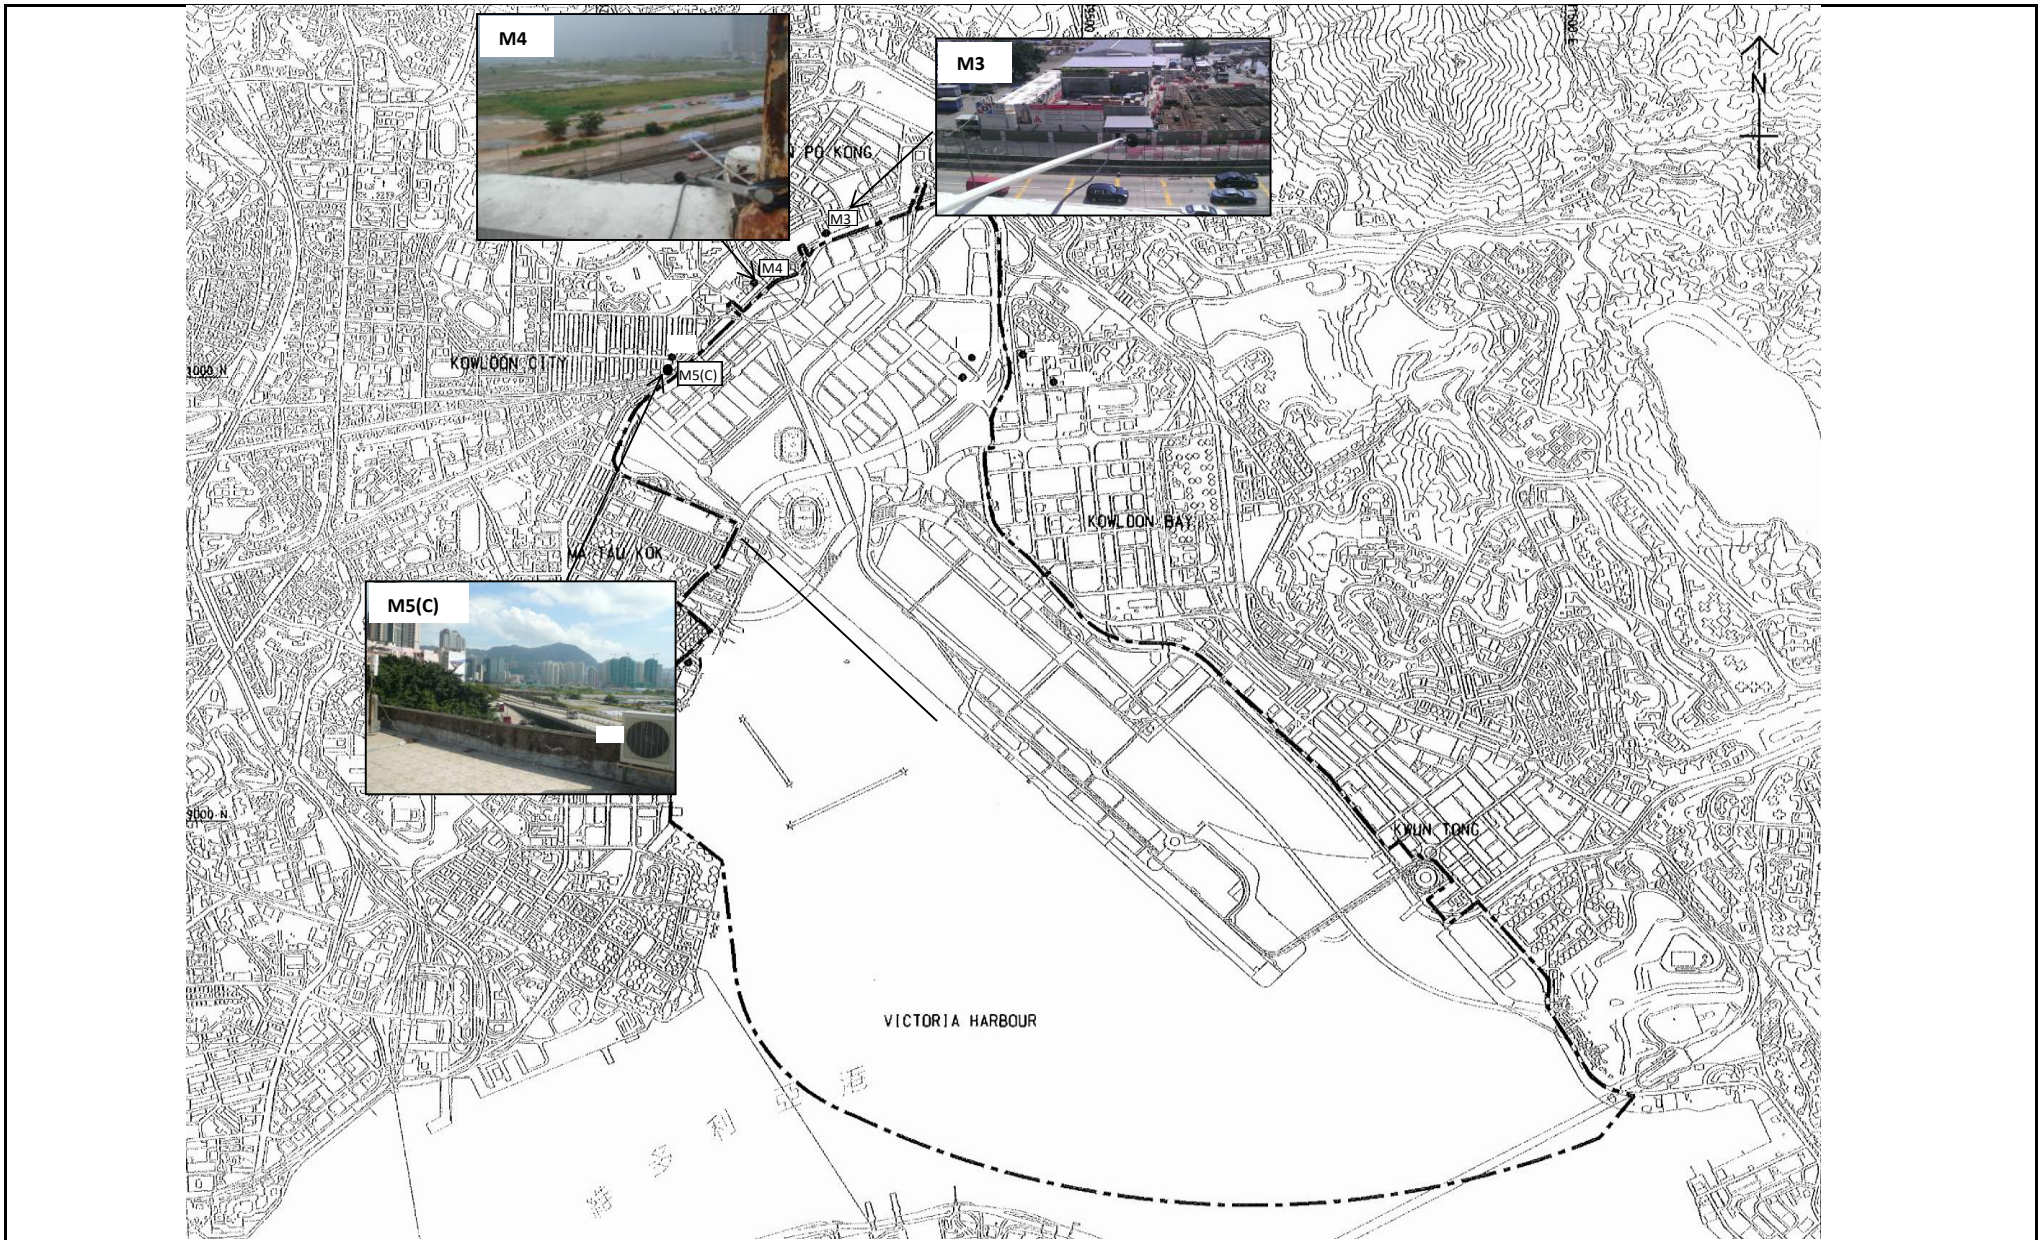 M4
M3
N
N PO KONG
M3
M4
KOWLOON CITY
M5(C)
1000 N
KOWLOON BAY
MA TAU KOK
M5(C)
9000 N
KWUN TONG
VICTORIA HARBOUR
維 多 利 亞 港